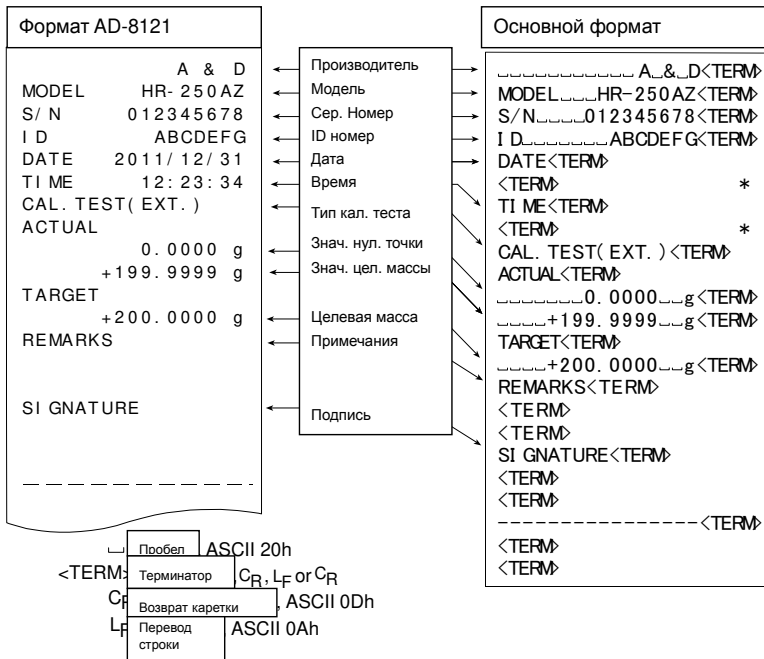 Формат AD-8121
A & D
MODEL HR-250AZ
S/N 012345678
ID ABCDEFG
DATE 2011/12/31
TIME 12:23:34
CAL. TEST(EXT.)
ACTUAL
0.0000 g
+199.9999 g
TARGET
+200.0000 g
REMARKS
SIGNATURE
Производитель
Модель
Сер. Номер
ID номер
Дата
Время
Тип кал. теста
Знач. нул. точки
Знач. цел. массы
Целевая масса
Примечания
Подпись
Основной формат
␣␣␣␣␣␣␣␣␣␣␣A␣&␣D<TERM>
MODEL␣␣␣HR-250AZ<TERM>
S/N␣␣␣␣012345678<TERM>
ID␣␣␣␣␣␣␣ABCDEFG<TERM>
DATE<TERM>
<TERM> *
TIME<TERM>
<TERM> *
CAL. TEST(EXT.)<TERM>
ACTUAL<TERM>
␣␣␣␣␣␣␣0.0000␣␣g<TERM>
␣␣␣␣+199.9999␣␣g<TERM>
TARGET<TERM>
␣␣␣␣+200.0000␣␣g<TERM>
REMARKS<TERM>
<TERM>
<TERM>
SIGNATURE<TERM>
<TERM>
<TERM>
----------------<TERM>
<TERM>
<TERM>
␣ Пробел ASCII 20h
<TERM> Терминатор , CR, LF or CR
CR Возврат каретки , ASCII 0Dh
LF Перевод строки ASCII 0Ah